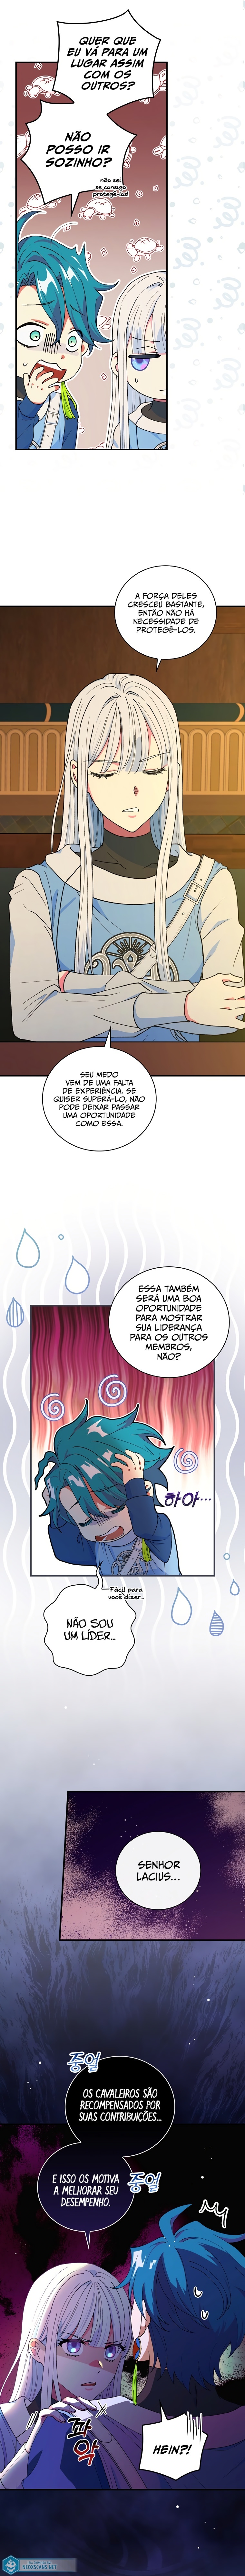 QUER QUE
EU VÁ PARA UM
LUGAR ASSIM
COM OS
OUTROS?
NÃO
POSSO IR
SOZINHO?
não sei
se consigo
protegê-los!
A FORÇA DELES
CRESCEU BASTANTE,
ENTÃO NÃO HÁ
NECESSIDADE DE
PROTEGÊ-LOS.
SEU MEDO
VEM DE UMA FALTA
DE EXPERIÊNCIA. SE
QUISER SUPERÁ-LO, NÃO
PODE DEIXAR PASSAR
UMA OPORTUNIDADE
COMO ESSA.
ESSA TAMBÉM
SERÁ UMA BOA
OPORTUNIDADE
PARA MOSTRAR
SUA LIDERANÇA
PARA OS OUTROS
MEMBROS,
NÃO?
하아...
Fácil para
você dizer..
NÃO SOU
UM LÍDER...
SENHOR
LACIUS...
중얼
OS CAVALEIROS SÃO
RECOMPENSADOS POR
SUAS CONTRIBUIÇÕES...
중얼
E ISSO OS MOTIVA
A MELHORAR SEU
DESEMPENHO.
HEIN?!
콰악
NEOXSCANS.NET